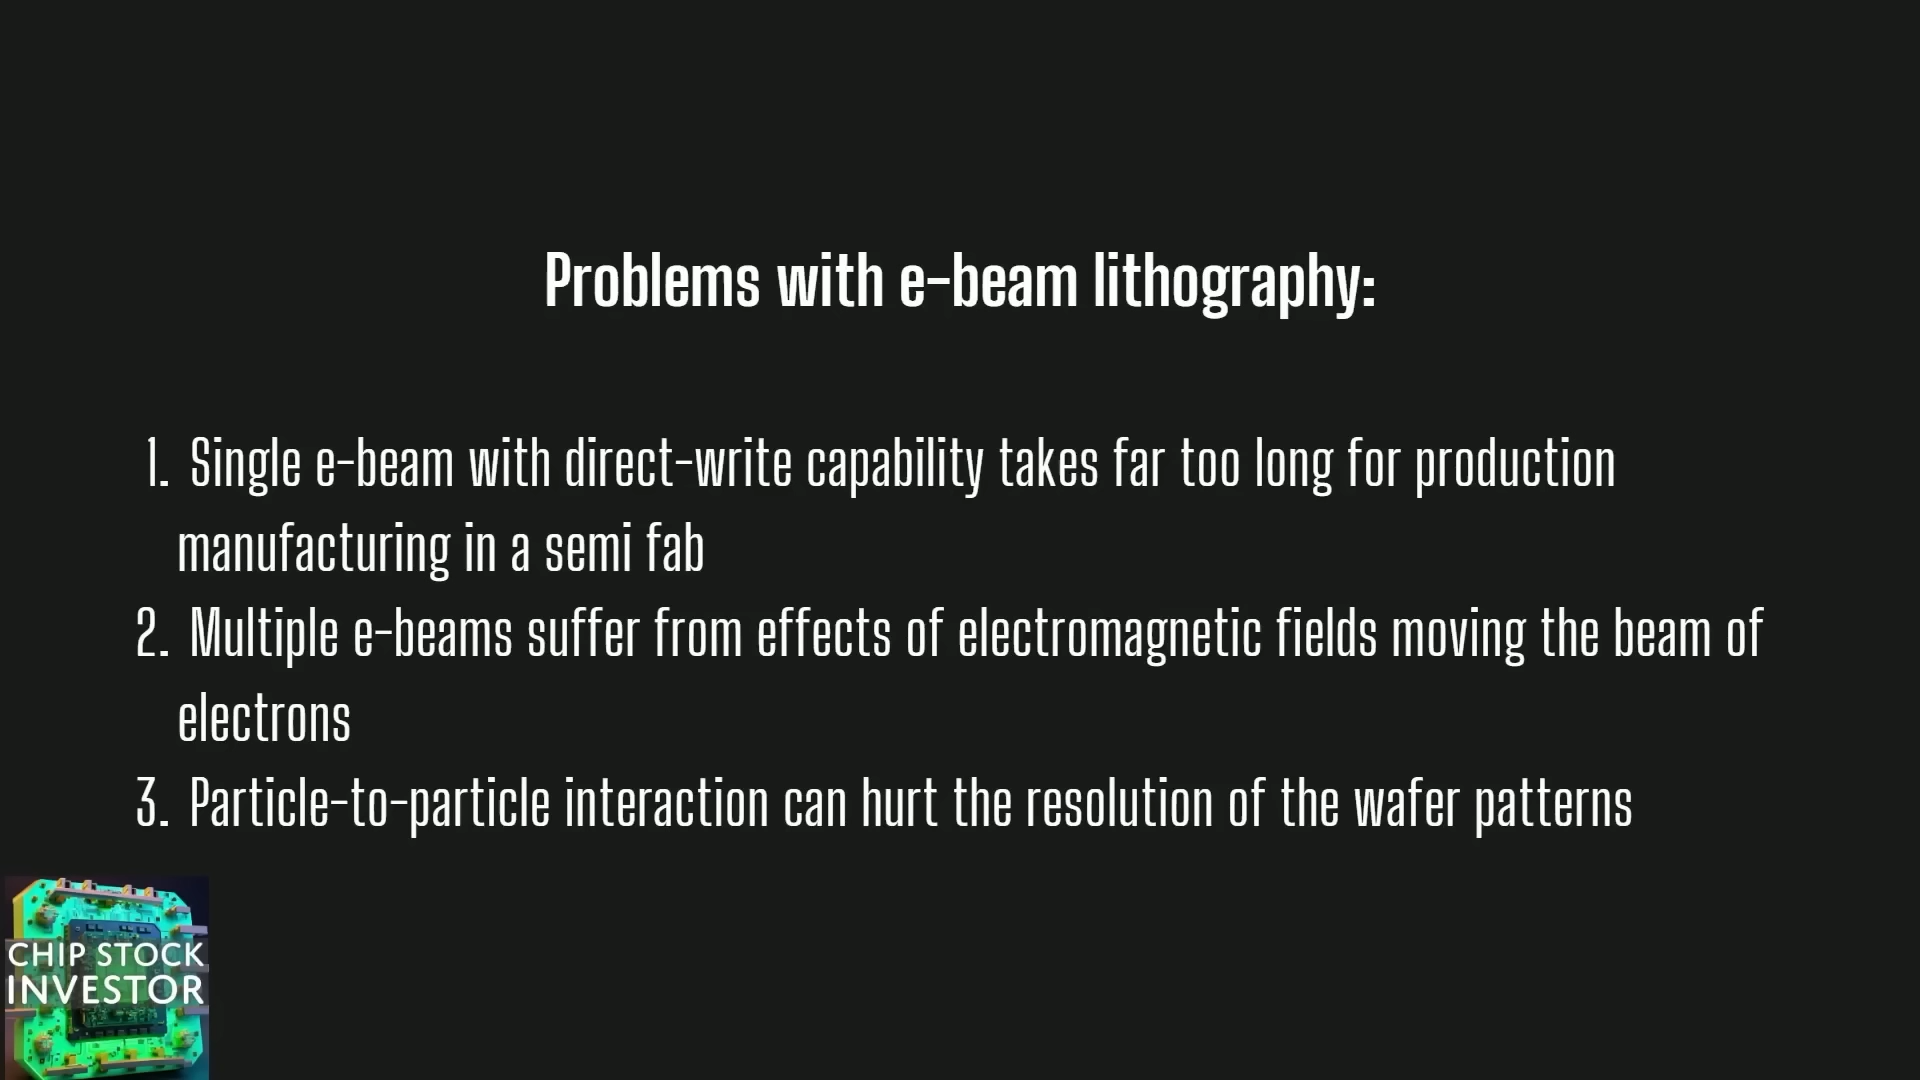 Problems with e-beam lithography:
1. Single e-beam with direct-write capability takes far too long for production
manufacturing in a semi fab
2. Multiple e-beams suffer from effects of electromagnetic fields moving the beam of
electrons
3. Particle-to-particle interaction can hurt the resolution of the wafer patterns
CHIP STOCK
INVESTOR